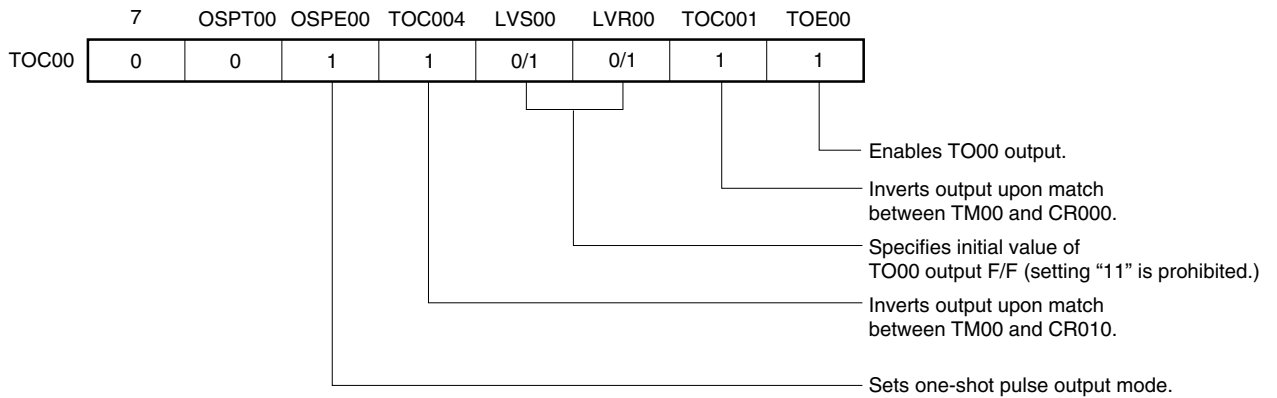 7 OSPT00 OSPE00 TOC004 LVS00 LVR00 TOC001 TOE00
TOC00 0 0 1 1 0/1 0/1 1 1
Enables TO00 output.
Inverts output upon match
between TM00 and CR000.
Specifies initial value of
TO00 output F/F (setting “11” is prohibited.)
Inverts output upon match
between TM00 and CR010.
Sets one-shot pulse output mode.